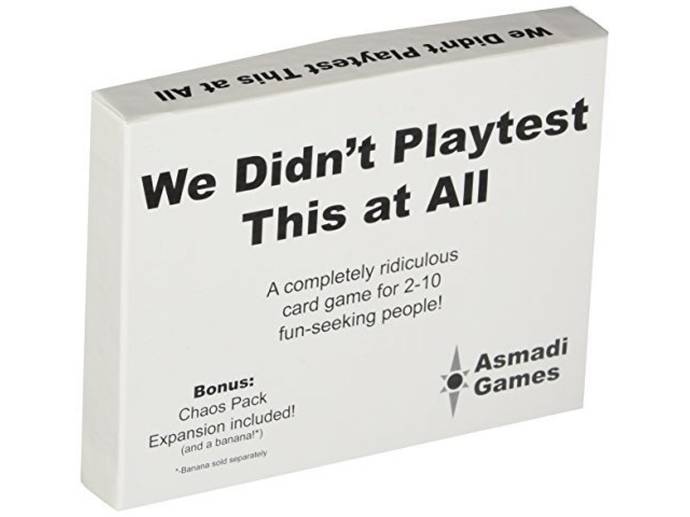 We Didn't Playtest This at All
We Didn't Playtest
This at All
A completely ridiculous
card game for 2-10
fun-seeking people!
Bonus:
Chaos Pack
Expansion included!
(and a banana!*)
*-Banana sold separately
Asmadi
Games